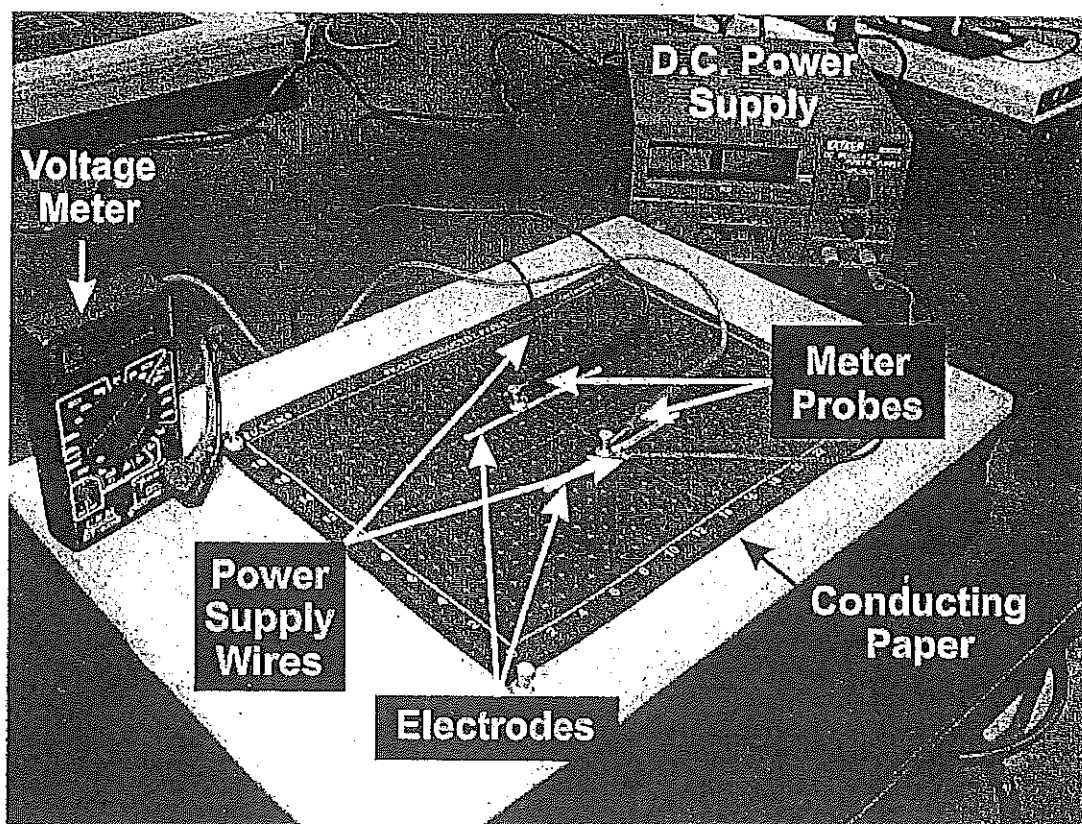 D.C. Power
Supply
Voltage
Meter
Meter
Probes
Power
Supply
Wires
Conducting
Paper
Electrodes